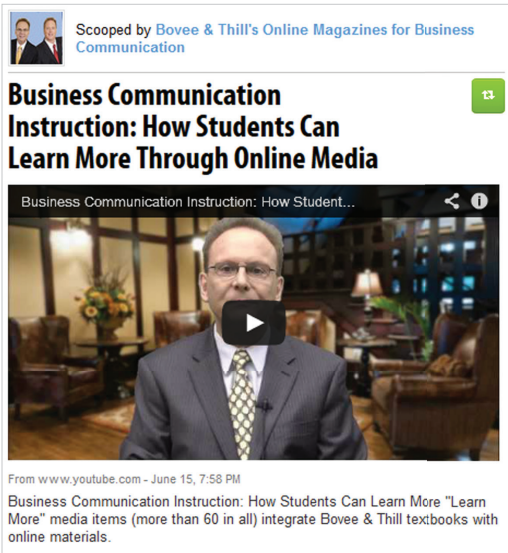 Scooped by Bovee & Thill's Online Magazines for Business
Communication
Business Communication
Instruction: How Students Can
Learn More Through Online Media
Business Communication Instruction: How Student...
From www.youtube.com - June 15, 7:58 PM
Business Communication Instruction: How Students Can Learn More "Learn
More" media items (more than 60 in all) integrate Bovee & Thill textbooks with
online materials.